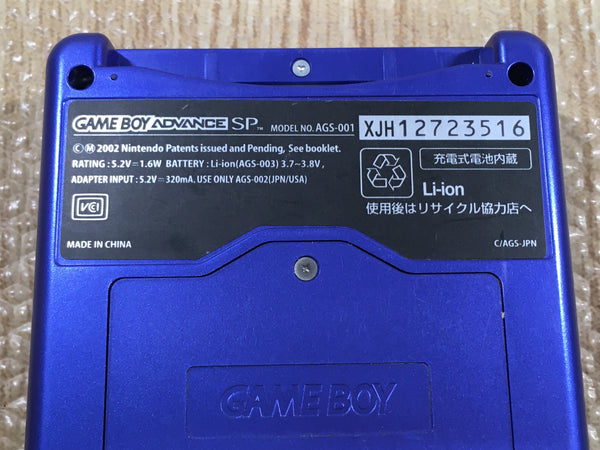 GAME BOY ADVANCE SP™ MODEL NO. AGS-001 XJH12723516
©Ⓜ 2002 Nintendo Patents issued and Pending, See booklet.
RATING : 5.2V⎓1.6W BATTERY : Li-ion(AGS-003) 3.7~3.8V,
ADAPTER INPUT : 5.2V⎓320mA. USE ONLY AGS-002(JPN/USA)
VCI
MADE IN CHINA
充電式電池内蔵
Li-ion
使用後はリサイクル協力店へ
C/AGS-JPN
GAME BOY